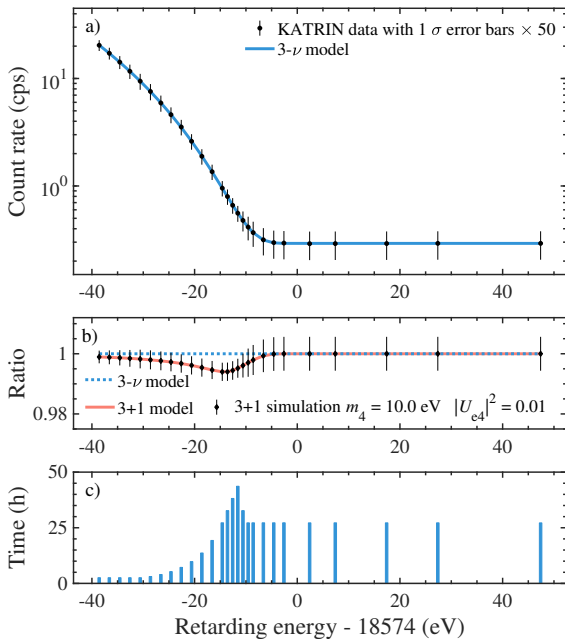 a)
KATRIN data with 1 σ error bars × 50
3-ν model
Count rate (cps)
10¹
10⁰
-40 -20 0 20 40
b)
Ratio
1
0.98
3-ν model
3+1 model
3+1 simulation m₄ = 10.0 eV |Uₑ₄|² = 0.01
-40 -20 0 20 40
c)
Time (h)
50
25
0
-40 -20 0 20 40
Retarding energy - 18574 (eV)